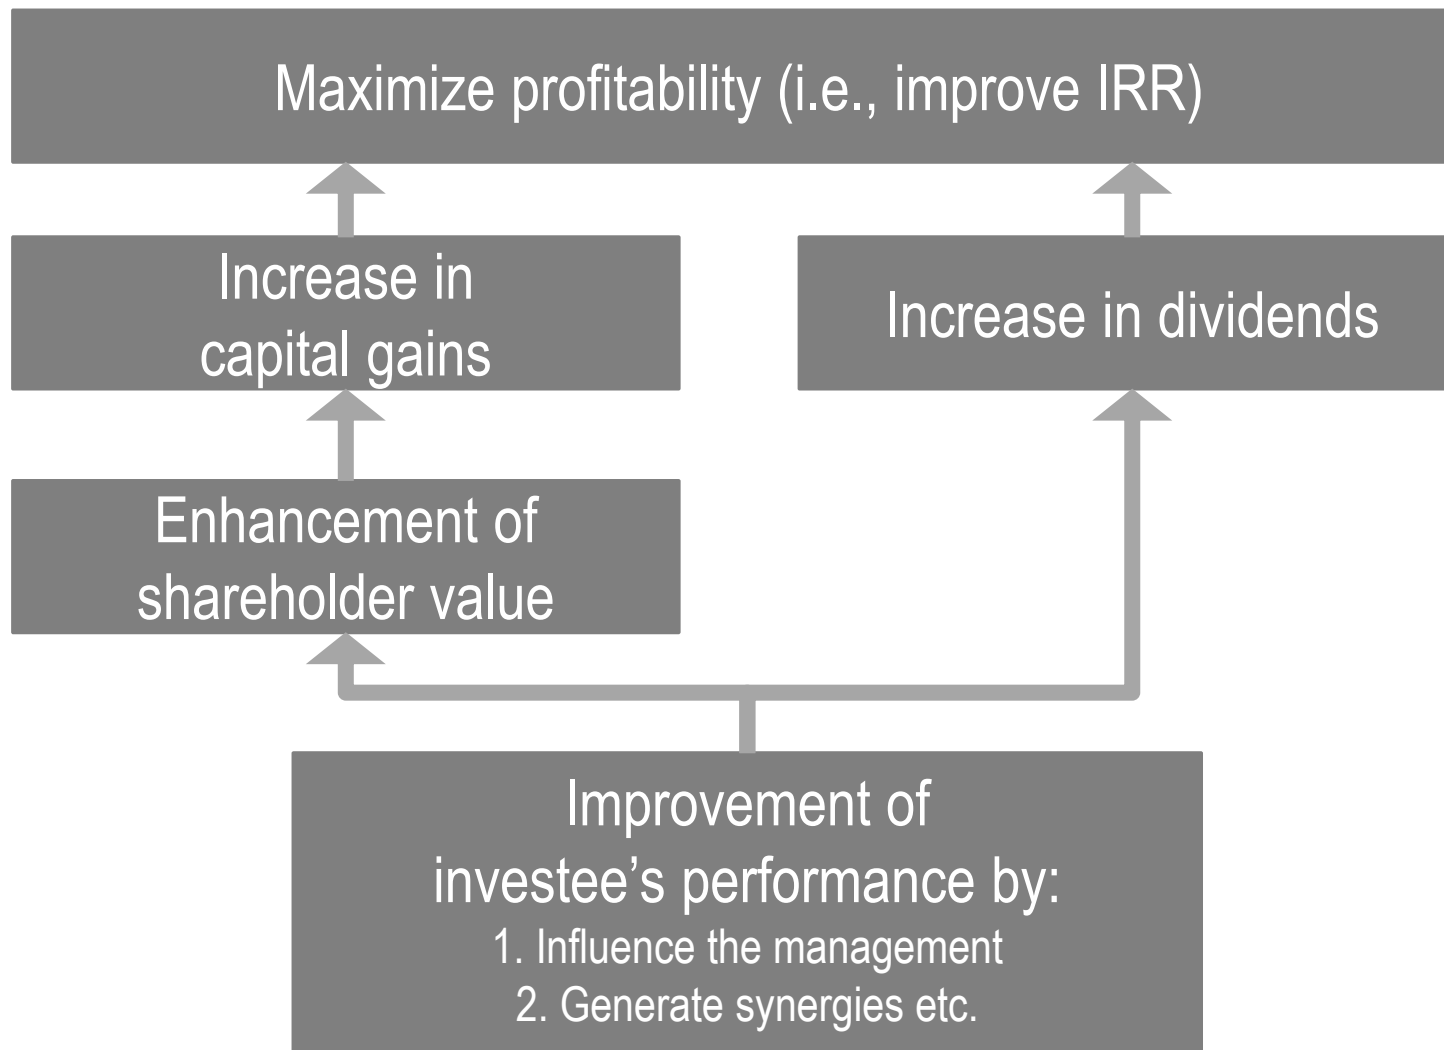 Maximize profitability (i.e., improve IRR)
Increase in
capital gains
Increase in dividends
Enhancement of
shareholder value
Improvement of
investee’s performance by:
1. Influence the management
2. Generate synergies etc.